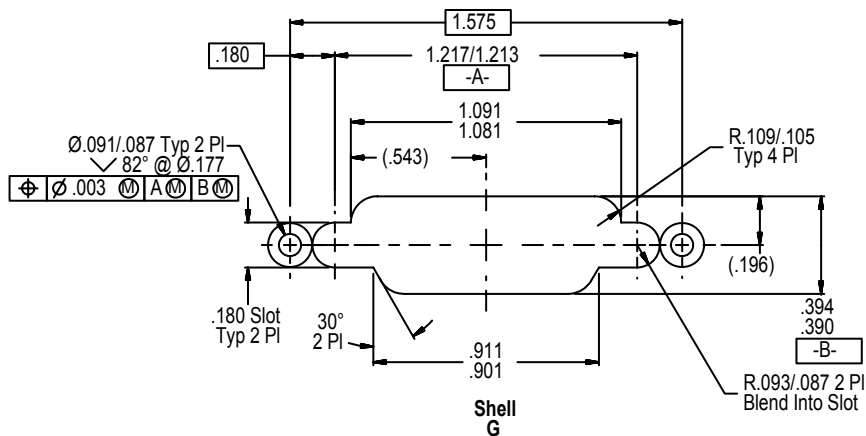 1.575
.180
1.217/1.213
-A-
1.091
1.081
Ø.091/.087 Typ 2 Pl
82° @ Ø.177
⌖ Ø .003 Ⓜ A Ⓜ B Ⓜ
(.543)
R.109/.105
Typ 4 Pl
(.196)
.180 Slot
Typ 2 Pl
30°
2 Pl
.394
.390
-B-
.911
.901
R.093/.087 2 Pl
Blend Into Slot
Shell
G